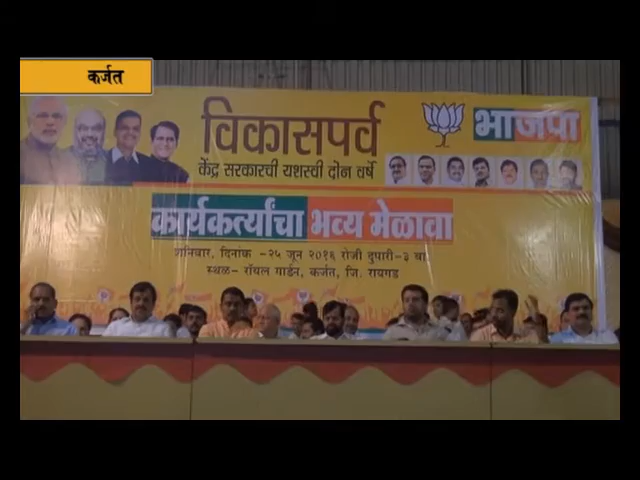 कर्जत
विकासपर्व
भाजपा
केंद्र सरकारची यशस्वी दोन वर्षे
कार्यकर्त्यांचा भव्य मेळावा
शनिवार, दिनांक -२५ जून २०१६ रोजी दुपारी-३ वा
स्थळ- रॉयल गार्डन, कर्जत, जि. रायगड